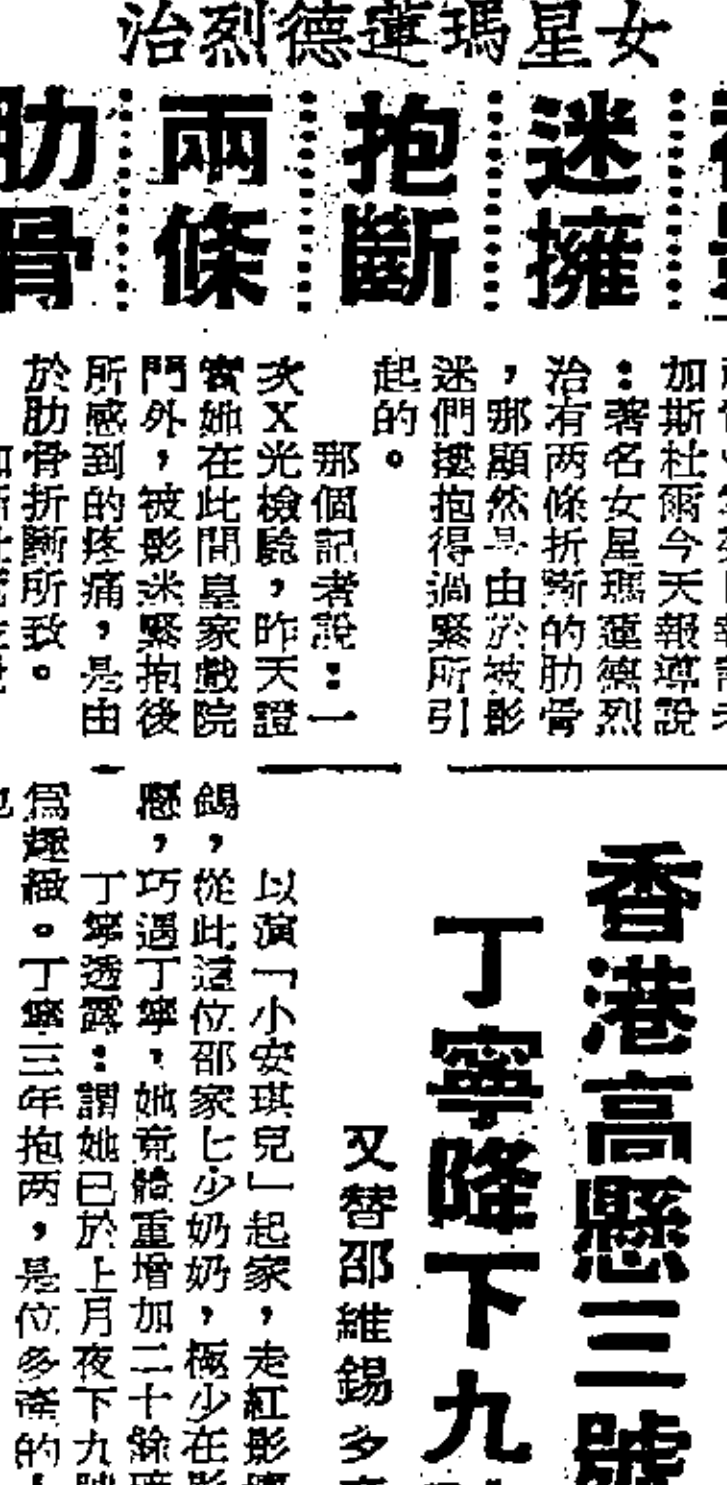 女星瑪蓮德烈治
迷擁
抱斷
兩條
肋骨
加斯杜爾今天報導說
：著名女星瑪蓮德烈
治有两條折斷的肋骨
，那顯然是由於被影
迷們摟抱得過緊所引
起的。
那個記者說：一
次X光檢驗，昨天證
實她在此間皇家戲院
門外，被影迷緊抱後
所感到的疼痛，是由
於肋骨折斷所致。
香港高懸三號
丁寧降下九
又替邵維錫多
以演「小安琪兒」起家，走紅影
錫，從此這位邵家七少奶奶，極少在影
懸，巧遇丁寧，她竟體重增加二十餘磅
丁寧透露：謂她已於上月夜下九
為趣緻。丁寧三年抱两，是位多產的